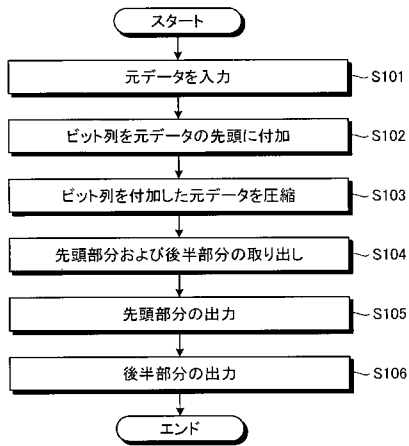 スタート
元データを入力
S101
ビット列を元データの先頭に付加
S102
ビット列を付加した元データを圧縮
S103
先頭部分および後半部分の取り出し
S104
先頭部分の出力
S105
後半部分の出力
S106
エンド